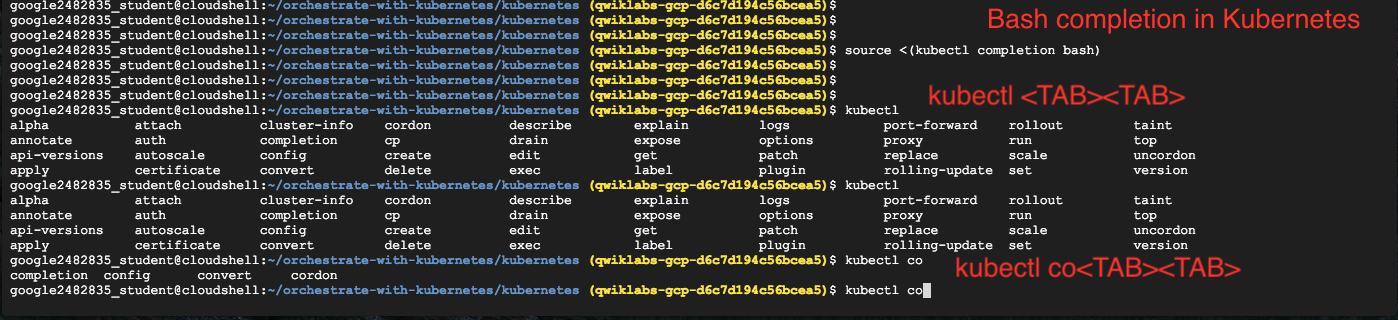 google2482835_student@cloudshell:~/orchestrate-with-kubernetes/kubernetes (qwiklabs-gcp-d6c7d194c56bcea5)$
Bash completion in Kubernetes
google2482835_student@cloudshell:~/orchestrate-with-kubernetes/kubernetes (qwiklabs-gcp-d6c7d194c56bcea5)$
google2482835_student@cloudshell:~/orchestrate-with-kubernetes/kubernetes (qwiklabs-gcp-d6c7d194c56bcea5)$
google2482835_student@cloudshell:~/orchestrate-with-kubernetes/kubernetes (qwiklabs-gcp-d6c7d194c56bcea5)$ source <(kubectl completion bash)
google2482835_student@cloudshell:~/orchestrate-with-kubernetes/kubernetes (qwiklabs-gcp-d6c7d194c56bcea5)$
google2482835_student@cloudshell:~/orchestrate-with-kubernetes/kubernetes (qwiklabs-gcp-d6c7d194c56bcea5)$
google2482835_student@cloudshell:~/orchestrate-with-kubernetes/kubernetes (qwiklabs-gcp-d6c7d194c56bcea5)$
kubectl <TAB><TAB>
google2482835_student@cloudshell:~/orchestrate-with-kubernetes/kubernetes (qwiklabs-gcp-d6c7d194c56bcea5)$ kubectl
alpha attach cluster-info cordon describe explain logs port-forward rollout taint
annotate auth completion cp drain expose options proxy run top
api-versions autoscale config create edit get patch replace scale uncordon
apply certificate convert delete exec label plugin rolling-update set version
google2482835_student@cloudshell:~/orchestrate-with-kubernetes/kubernetes (qwiklabs-gcp-d6c7d194c56bcea5)$ kubectl
alpha attach cluster-info cordon describe explain logs port-forward rollout taint
annotate auth completion cp drain expose options proxy run top
api-versions autoscale config create edit get patch replace scale uncordon
apply certificate convert delete exec label plugin rolling-update set version
google2482835_student@cloudshell:~/orchestrate-with-kubernetes/kubernetes (qwiklabs-gcp-d6c7d194c56bcea5)$ kubectl co
kubectl co<TAB><TAB>
completion config convert cordon
google2482835_student@cloudshell:~/orchestrate-with-kubernetes/kubernetes (qwiklabs-gcp-d6c7d194c56bcea5)$ kubectl co